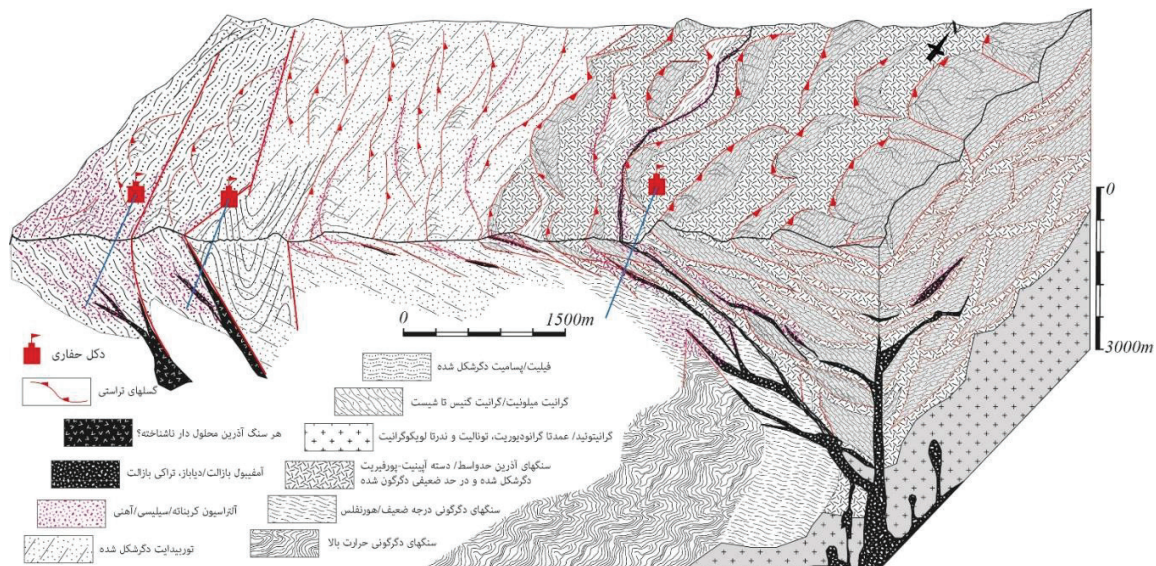 0
3000m
0
1500m
دکل حفاری
گسلهای تراستی
هر سنگ آذرین محلول دار ناشناخته؟
آمفیبول بازالت/دیاباز، تراکی بازالت
آلتراسیون کربناته/سیلیسی/آهنی
توربیدایت دگرشکل شده
فیلیت/پسامیت دگرشکل شده
گرانیت میلونیت/گرانیت گنیس تا شیست
گرانیتوئید/ عمدتا گرانودیوریت، تونالیت و ندرتا لویکوگرانیت
سنگهای آذرین حدواسط/ دسته آپینیت-پورفیریت
دگرشکل شده و در حد ضعیفی دگرگون شده
سنگهای دگرگونی درجه ضعیف/هورنفلس
سنگهای دگرگونی حرارت بالا